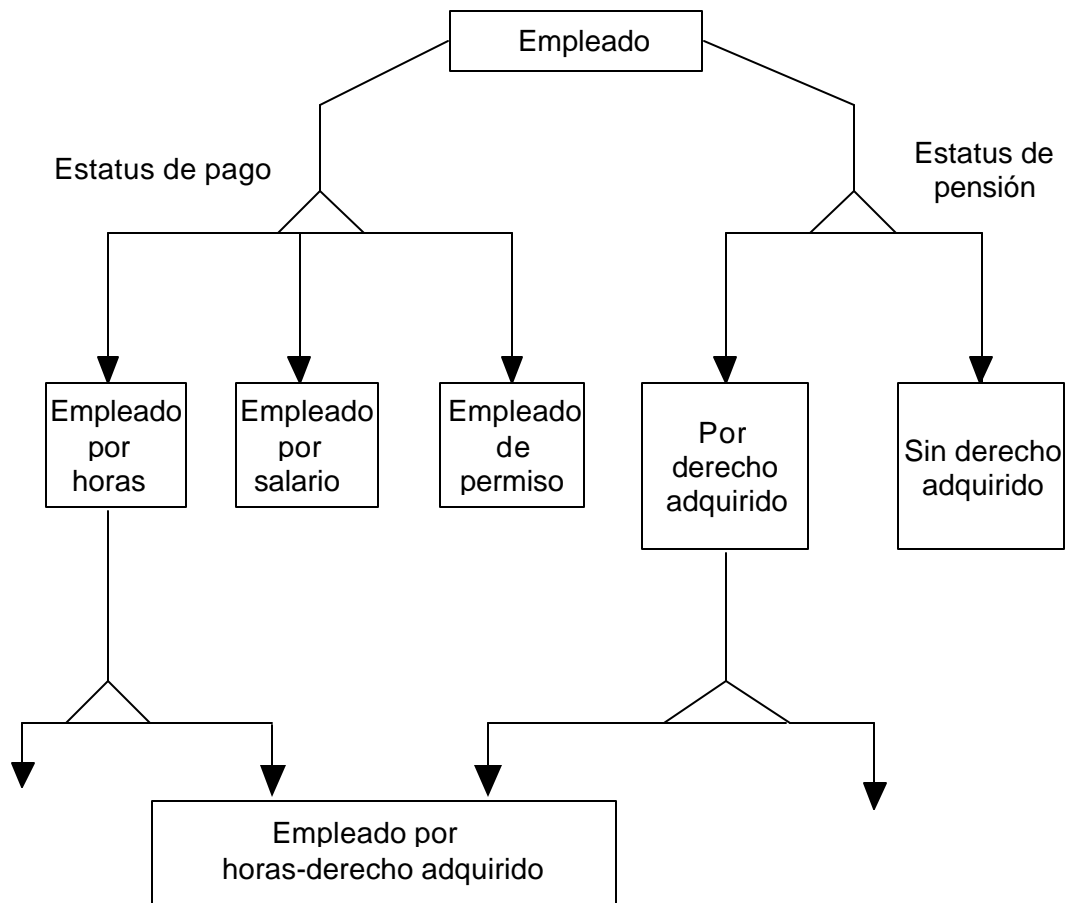 Empleado
Estatus de pago
Estatus de
pensión
Empleado
por
horas
Empleado
por
salario
Empleado
de
permiso
Por
derecho
adquirido
Sin derecho
adquirido
Empleado por
horas-derecho adquirido